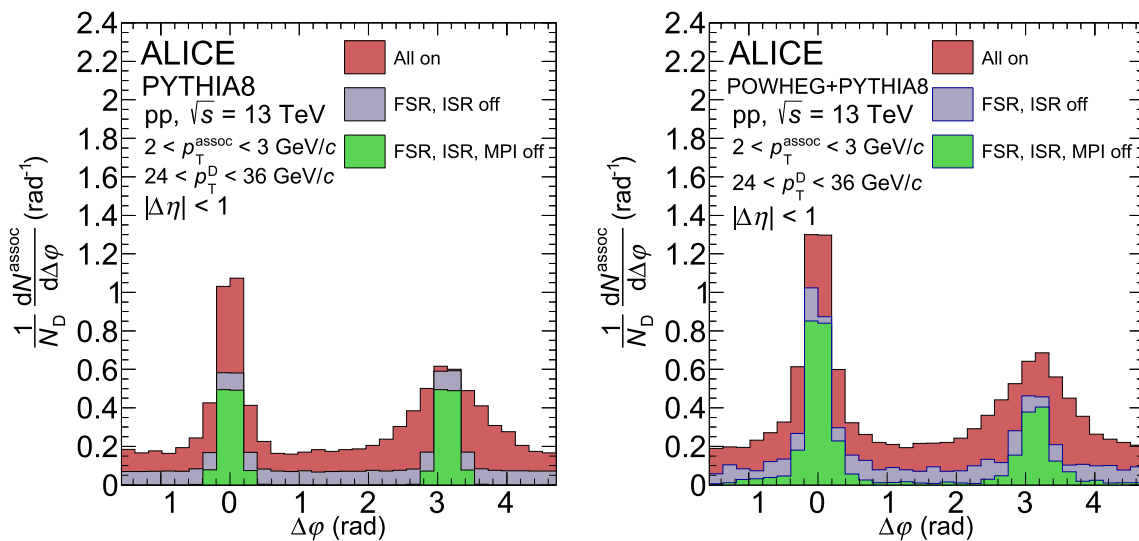 ALICE
PYTHIA8
pp, √s = 13 TeV
2 < p_T^assoc < 3 GeV/c
24 < p_T^D < 36 GeV/c
|Δη| < 1
All on
FSR, ISR off
FSR, ISR, MPI off
1/N_D dN^assoc/dΔφ (rad⁻¹)
2.4
2.2
2
1.8
1.6
1.4
1.2
1
0.8
0.6
0.4
0.2
0
1 0 1 2 3 4
Δφ (rad)
ALICE
POWHEG+PYTHIA8
pp, √s = 13 TeV
2 < p_T^assoc < 3 GeV/c
24 < p_T^D < 36 GeV/c
|Δη| < 1
All on
FSR, ISR off
FSR, ISR, MPI off
1/N_D dN^assoc/dΔφ (rad⁻¹)
2.4
2.2
2
1.8
1.6
1.4
1.2
1
0.8
0.6
0.4
0.2
0
1 0 1 2 3 4
Δφ (rad)